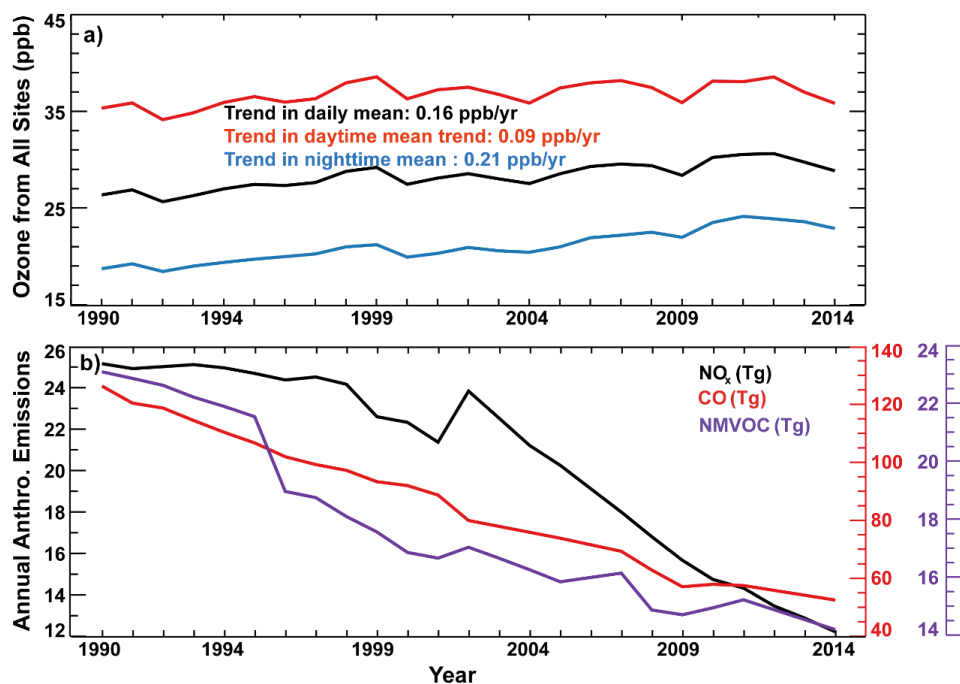 a)
Ozone from All Sites (ppb)
45
35
25
15
Trend in daily mean: 0.16 ppb/yr
Trend in daytime mean trend: 0.09 ppb/yr
Trend in nighttime mean : 0.21 ppb/yr
1990 1994 1999 2004 2009 2014
b)
Annual Anthro. Emissions
26
24
22
20
18
16
14
12
NOx (Tg)
CO (Tg)
NMVOC (Tg)
140
120
100
80
60
40
24
22
20
18
16
14
1990 1994 1999 2004 2009 2014
Year